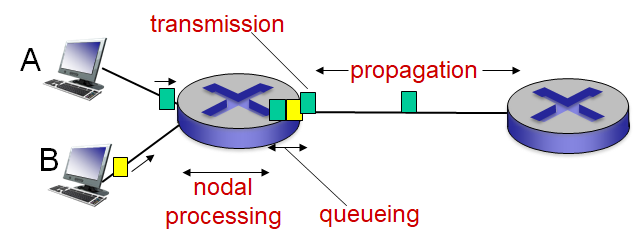 transmission
A
propagation
B
nodal
processing
queueing